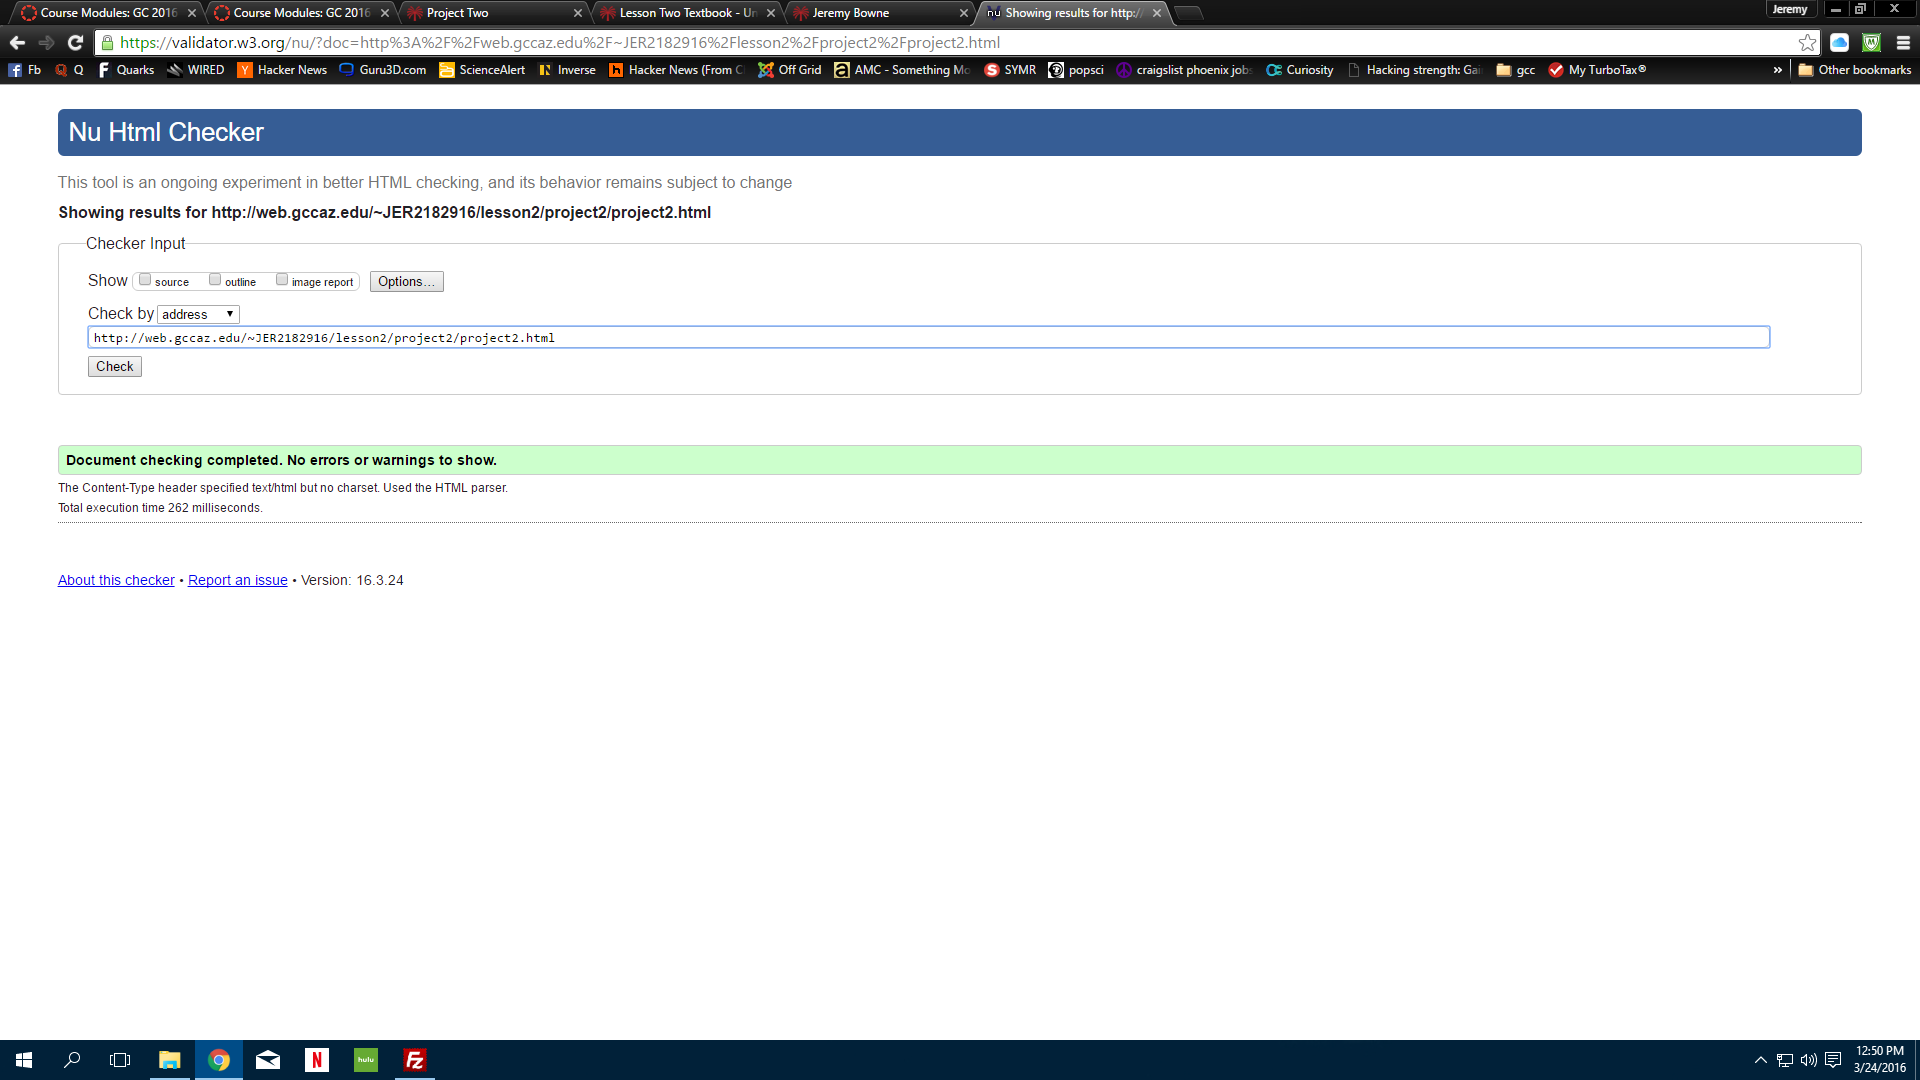 Course Modules: GC 2016
Course Modules: GC 2016
Project Two
Lesson Two Textbook - Un
Jeremy Bowne
nu Showing results for http:/
Jeremy
https://validator.w3.org/nu/?doc=http%3A%2F%2Fweb.gccaz.edu%2F~JER2182916%2Flesson2%2Fproject2%2Fproject2.html
Fb
Q
Quarks
WIRED
Hacker News
Guru3D.com
ScienceAlert
Inverse
Hacker News (From C
Off Grid
AMC - Something Mo
SYMR
popsci
craigslist phoenix jobs
Curiosity
Hacking strength: Gai
gcc
My TurboTax®
»
Other bookmarks
Nu Html Checker
This tool is an ongoing experiment in better HTML checking, and its behavior remains subject to change
Showing results for http://web.gccaz.edu/~JER2182916/lesson2/project2/project2.html
Checker Input
Show source outline image report Options...
Check by address
http://web.gccaz.edu/~JER2182916/lesson2/project2/project2.html
Check
Document checking completed. No errors or warnings to show.
The Content-Type header specified text/html but no charset. Used the HTML parser.
Total execution time 262 milliseconds.
About this checker • Report an issue • Version: 16.3.24
N
hulu
Fz
12:50 PM
3/24/2016